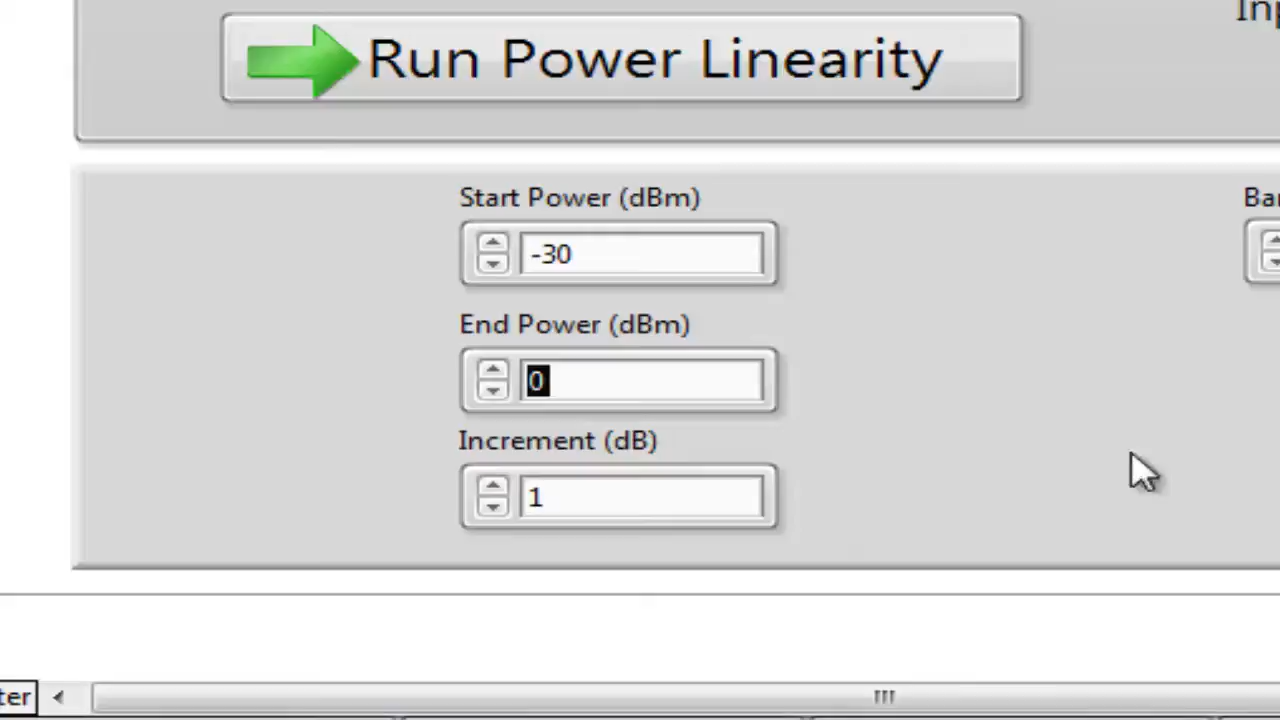 Run Power Linearity
Start Power (dBm)
-30
End Power (dBm)
0
Increment (dB)
1